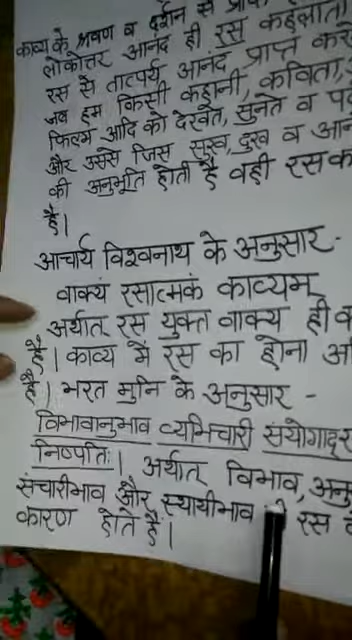 काव्य के श्रवण व दर्शन से
लोकोत्तर आनंद ही रस कहलाता
रस से तात्पर्य आनंद प्राप्त
जब हम किसी कहानी, कविता,
फिल्म आदि को देखते, सुनते व
और उससे जिस सुख, दुख व
की अनुभूति होती है वही रस
है।
आचार्य विश्वनाथ के अनुसार -
वाक्यं रसात्मकं काव्यम्
अर्थात् रस युक्त वाक्य ही
है। काव्य में रस का होना
है। भरत मुनि के अनुसार -
विभावानुभाव व्यभिचारी संयोगाद्र
निष्पतिः। अर्थात् विभाव,
संचारीभाव और स्थायीभाव रस
कारण होते हैं।